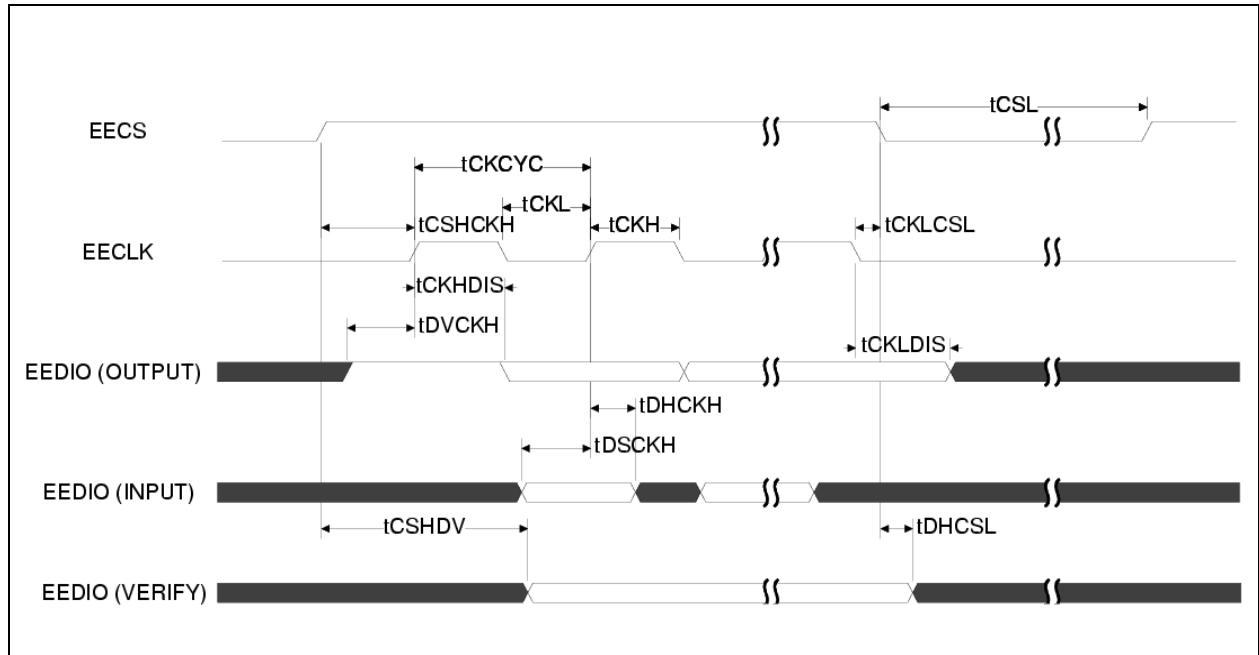 tCSL
EECS
tCKCYC
tCKL
tCSHCKH
tCKH
tCKLCSL
EECLK
tCKHDIS
tDVCKH
tCKLDIS
EEDIO (OUTPUT)
tDHCKH
tDSCKH
EEDIO (INPUT)
tCSHDV
tDHCSL
EEDIO (VERIFY)